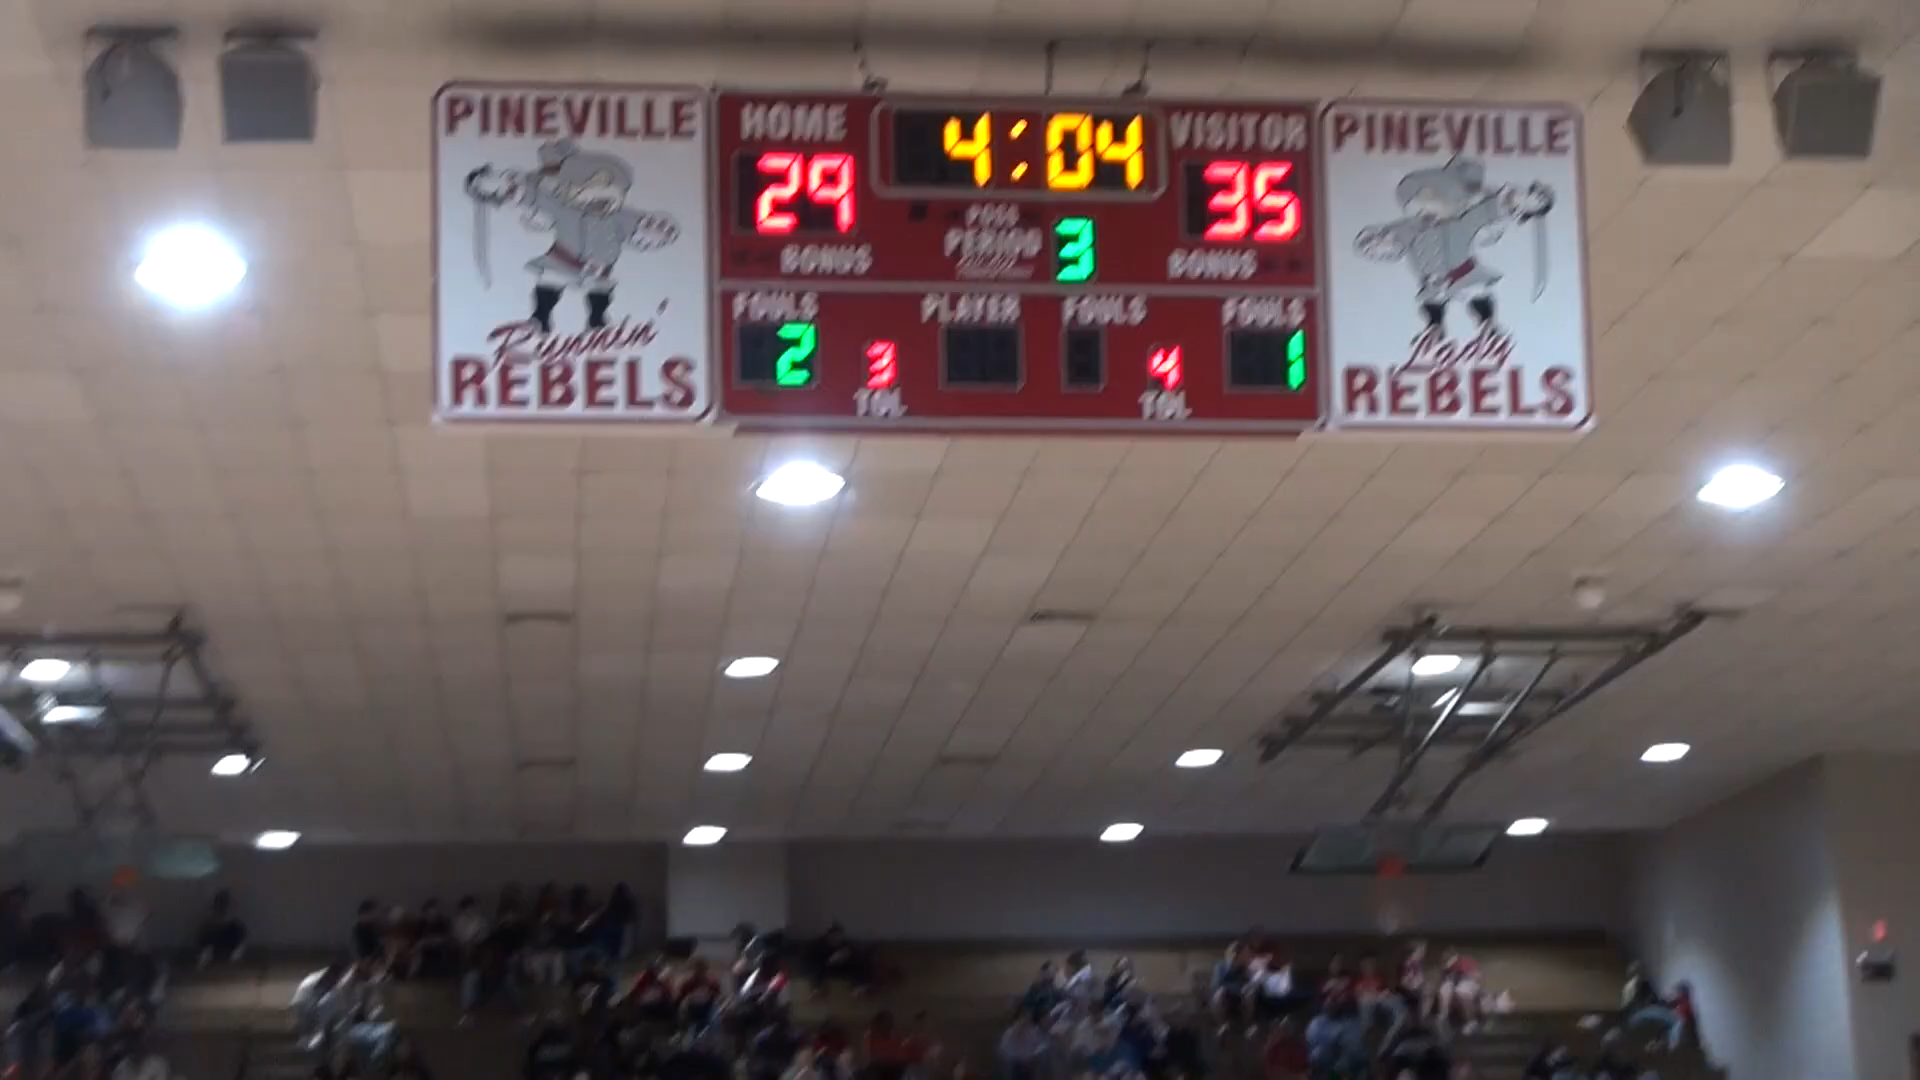 PINEVILLE
Runnin'
REBELS
HOME 4:04 VISITOR
29 35
POSS
PERIOD 3
BONUS BONUS
FOULS PLAYER FOULS FOULS
2 3 4 1
TOL TOL
PINEVILLE
Lady
REBELS